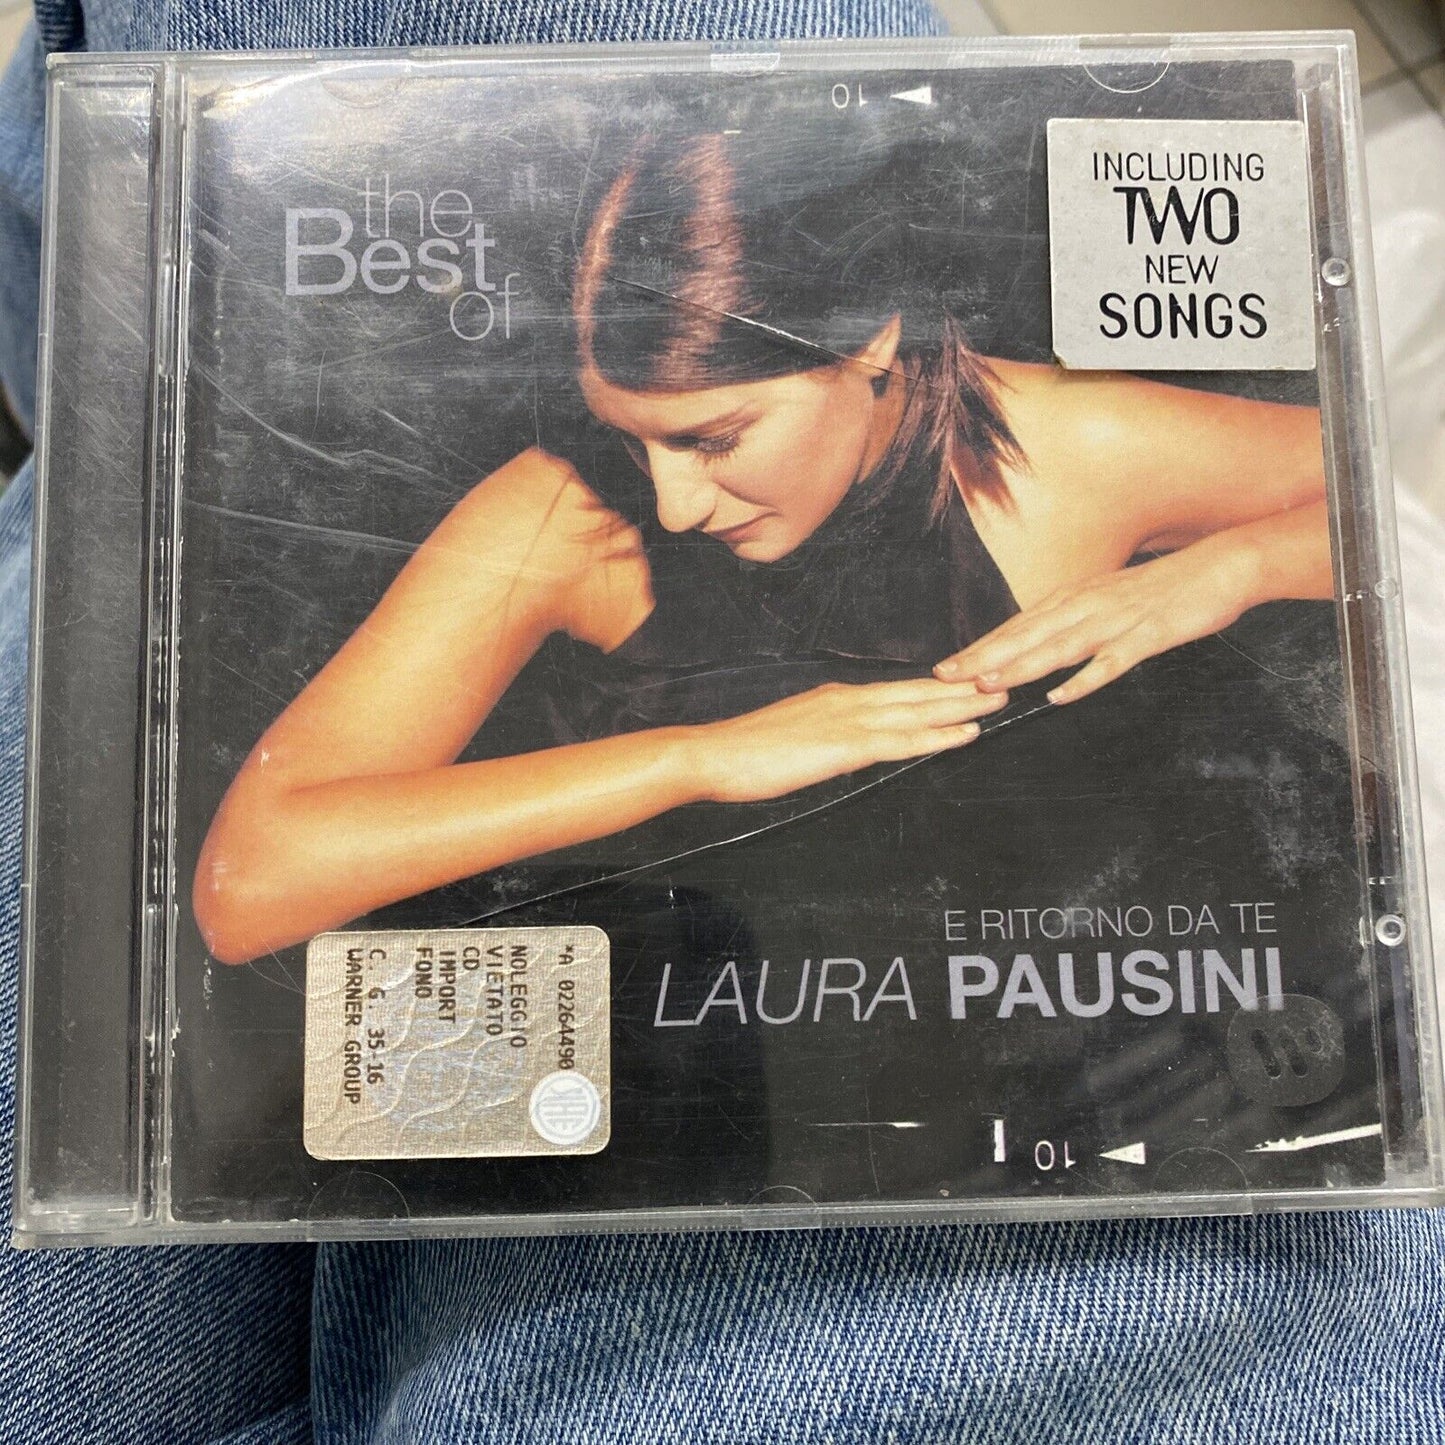 10
INCLUDING
TWO
NEW
SONGS
the
Best
of
E RITORNO DA TE
LAURA PAUSINI
*A 02264490
NOLEGGIO
VIETATO
CD
IMPORT
FONO
C. G. 35-16
WARNER GROUP
10